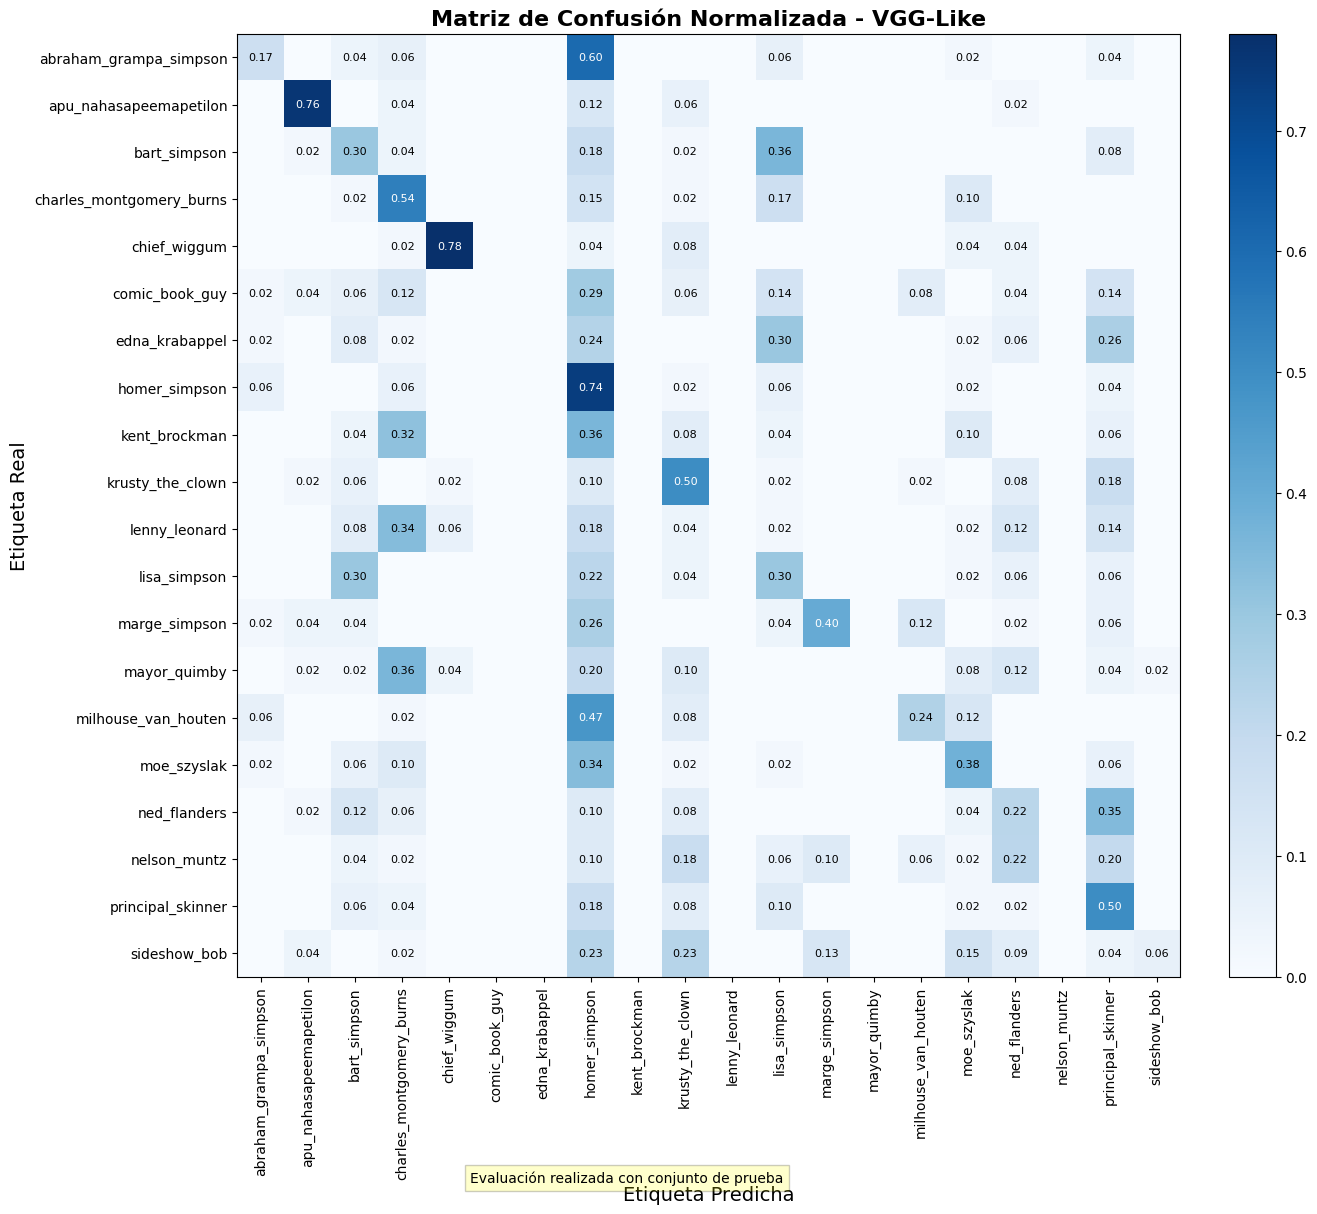 Matriz de Confusión Normalizada - VGG-Like
Etiqueta Real
abraham_grampa_simpson 0.17 0.04 0.06 0.60 0.06 0.02 0.04
apu_nahasapeemapetilon 0.76 0.04 0.12 0.06 0.02
bart_simpson 0.02 0.30 0.04 0.18 0.02 0.36 0.08
charles_montgomery_burns 0.02 0.54 0.15 0.02 0.17 0.10
chief_wiggum 0.02 0.78 0.04 0.08 0.04 0.04
comic_book_guy 0.02 0.04 0.06 0.12 0.29 0.06 0.14 0.08 0.04 0.14
edna_krabappel 0.02 0.08 0.02 0.24 0.30 0.02 0.06 0.26
homer_simpson 0.06 0.06 0.74 0.02 0.06 0.02 0.04
kent_brockman 0.04 0.32 0.36 0.08 0.04 0.10 0.06
krusty_the_clown 0.02 0.06 0.02 0.10 0.50 0.02 0.02 0.08 0.18
lenny_leonard 0.08 0.34 0.06 0.18 0.04 0.02 0.02 0.12 0.14
lisa_simpson 0.30 0.22 0.04 0.30 0.02 0.06 0.06
marge_simpson 0.02 0.04 0.04 0.26 0.04 0.40 0.12 0.02 0.06
mayor_quimby 0.02 0.02 0.36 0.04 0.20 0.10 0.08 0.12 0.04 0.02
milhouse_van_houten 0.06 0.02 0.47 0.08 0.24 0.12
moe_szyslak 0.02 0.06 0.10 0.34 0.02 0.02 0.38 0.06
ned_flanders 0.02 0.12 0.06 0.10 0.08 0.04 0.22 0.35
nelson_muntz 0.04 0.02 0.10 0.18 0.06 0.10 0.06 0.02 0.22 0.20
principal_skinner 0.06 0.04 0.18 0.08 0.10 0.02 0.02 0.50
sideshow_bob 0.04 0.02 0.23 0.23 0.13 0.15 0.09 0.04 0.06
abraham_grampa_simpson
apu_nahasapeemapetilon
bart_simpson
charles_montgomery_burns
chief_wiggum
comic_book_guy
edna_krabappel
homer_simpson
kent_brockman
krusty_the_clown
lenny_leonard
lisa_simpson
marge_simpson
mayor_quimby
milhouse_van_houten
moe_szyslak
ned_flanders
nelson_muntz
principal_skinner
sideshow_bob
Evaluación realizada con conjunto de prueba
Etiqueta Predicha
0.7
0.6
0.5
0.4
0.3
0.2
0.1
0.0